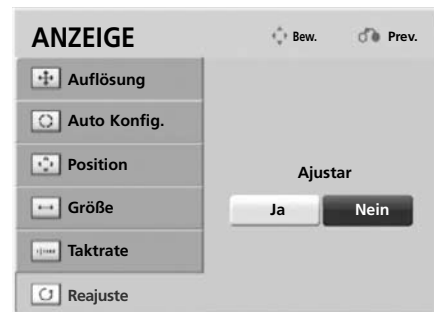 ANZEIGE
Bew.
Prev.
Auflösung
Auto Konfig.
Position
Größe
Taktrate
Reajuste
Ajustar
Ja
Nein